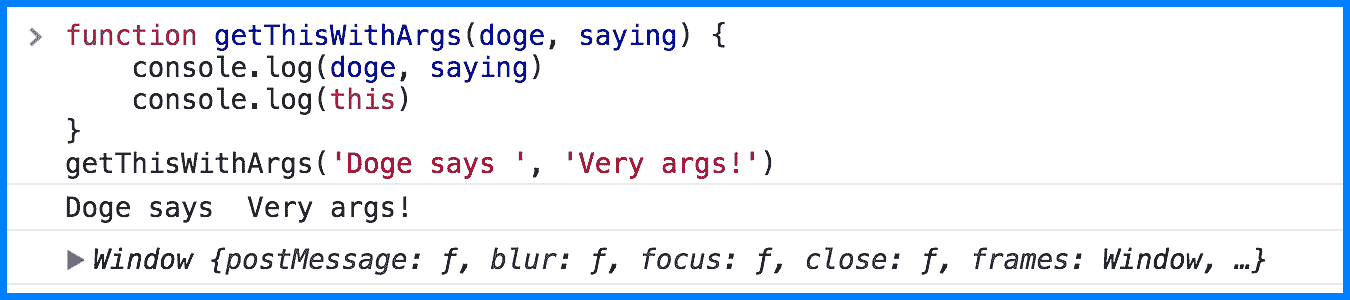 function getThisWithArgs(doge, saying) {
    console.log(doge, saying)
    console.log(this)
}
getThisWithArgs('Doge says ', 'Very args!')
Doge says  Very args!
Window {postMessage: ƒ, blur: ƒ, focus: ƒ, close: ƒ, frames: Window, …}